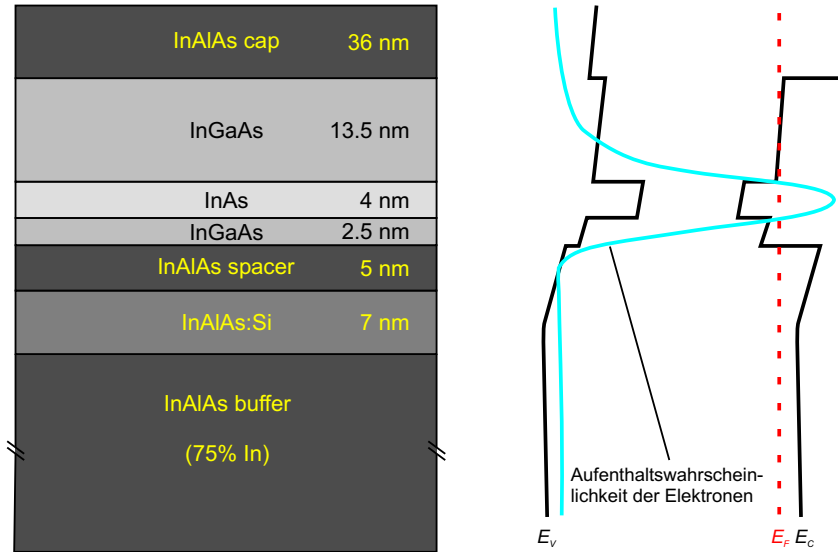 InAlAs cap 36 nm
InGaAs 13.5 nm
InAs 4 nm
InGaAs 2.5 nm
InAlAs spacer 5 nm
InAlAs:Si 7 nm
InAlAs buffer
(75% In)
Aufenthaltswahrschein-
lichkeit der Elektronen
E_V E_F E_C